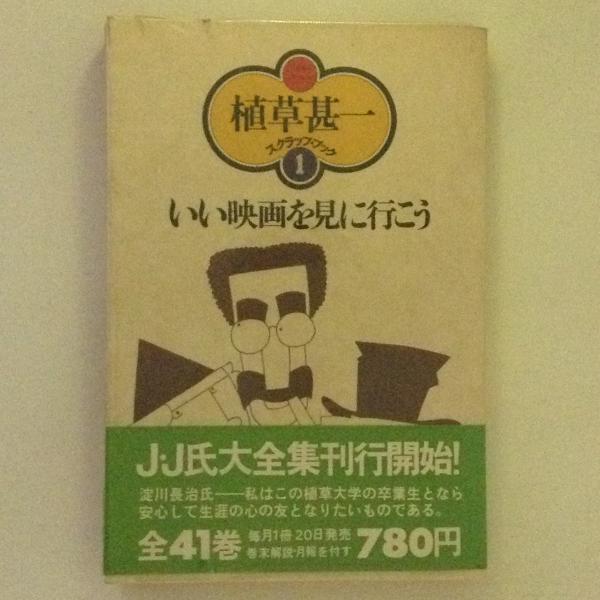 植草甚一
スクラップ・ブック
1
いい映画を見に行こう
J・J氏大全集刊行開始!
淀川長治氏――私はこの植草大学の卒業生となら
安心して生涯の心の友となりたいものである。
全41巻 毎月1冊 20日発売 780円
巻末解説・月報を付す